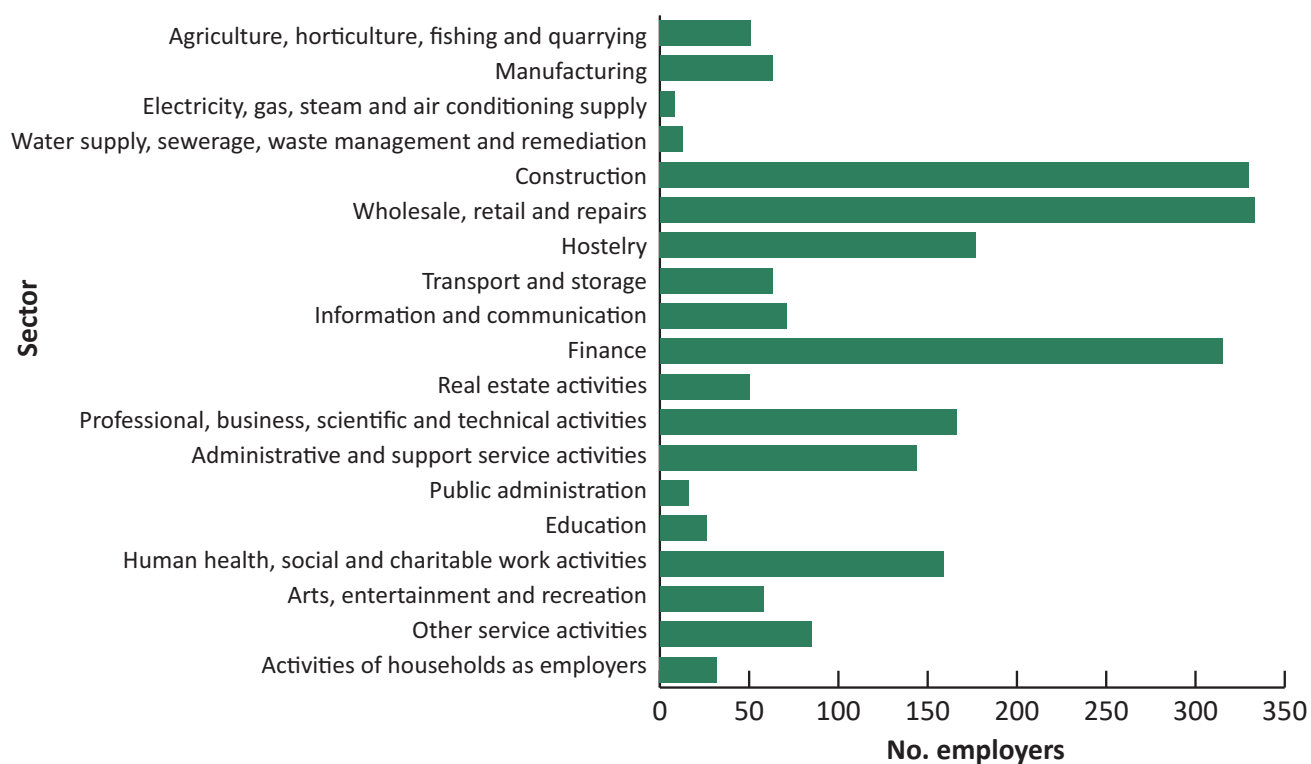 Agriculture, horticulture, fishing and quarrying
Manufacturing
Electricity, gas, steam and air conditioning supply
Water supply, sewerage, waste management and remediation
Construction
Wholesale, retail and repairs
Hostelry
Transport and storage
Information and communication
Finance
Real estate activities
Professional, business, scientific and technical activities
Administrative and support service activities
Public administration
Education
Human health, social and charitable work activities
Arts, entertainment and recreation
Other service activities
Activities of households as employers
Sector
0 50 100 150 200 250 300 350
No. employers